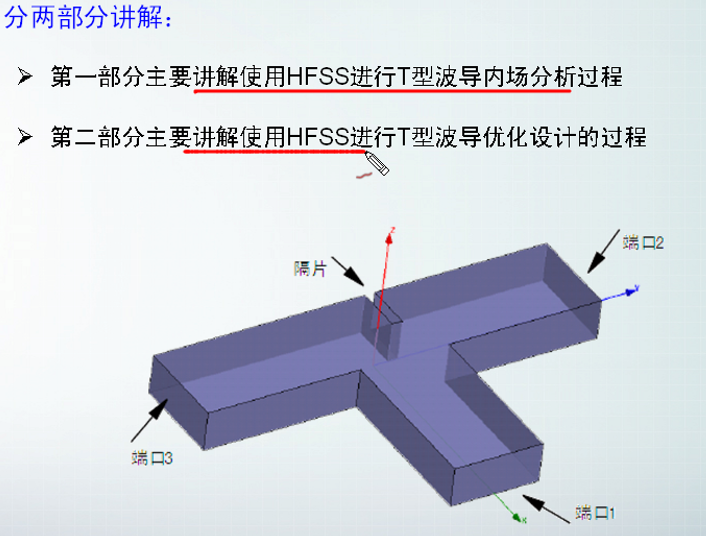 分两部分讲解：
➢ 第一部分主要讲解使用HFSS进行T型波导内场分析过程
➢ 第二部分主要讲解使用HFSS进行T型波导优化设计的过程
z
隔片
端口2
y
端口3
x
端口1